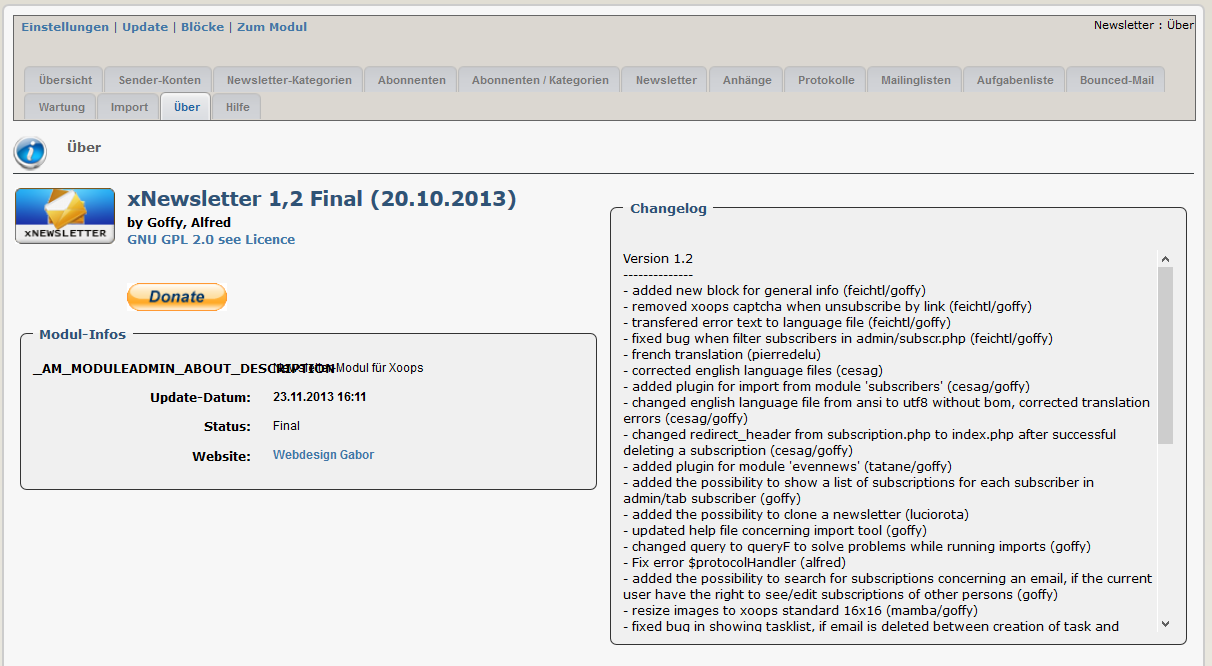 Einstellungen | Update | Blöcke | Zum Modul
Newsletter : Über
Übersicht Sender-Konten Newsletter-Kategorien Abonnenten Abonnenten / Kategorien Newsletter Anhänge Protokolle Mailinglisten Aufgabenliste Bounced-Mail
Wartung Import Über Hilfe
Über
xNEWSLETTER
xNewsletter 1,2 Final (20.10.2013)
by Goffy, Alfred
GNU GPL 2.0 see Licence
Donate
Modul-Infos
_AM_MODULEADMIN_ABOUT_DESCRIPTION Newsletter-Modul für Xoops
Update-Datum: 23.11.2013 16:11
Status: Final
Website: Webdesign Gabor
Changelog
Version 1.2
--------------
- added new block for general info (feichtl/goffy)
- removed xoops captcha when unsubscribe by link (feichtl/goffy)
- transfered error text to language file (feichtl/goffy)
- fixed bug when filter subscribers in admin/subscr.php (feichtl/goffy)
- french translation (pierredelu)
- corrected english language files (cesag)
- added plugin for import from module 'subscribers' (cesag/goffy)
- changed english language file from ansi to utf8 without bom, corrected translation
errors (cesag/goffy)
- changed redirect_header from subscription.php to index.php after successful
deleting a subscription (cesag/goffy)
- added plugin for module 'evennews' (tatane/goffy)
- added the possibility to show a list of subscriptions for each subscriber in
admin/tab subscriber (goffy)
- added the possibility to clone a newsletter (luciorota)
- updated help file concerning import tool (goffy)
- changed query to queryF to solve problems while running imports (goffy)
- Fix error $protocolHandler (alfred)
- added the possibility to search for subscriptions concerning an email, if the current
user have the right to see/edit subscriptions of other persons (goffy)
- resize images to xoops standard 16x16 (mamba/goffy)
- fixed bug in showing tasklist, if email is deleted between creation of task and